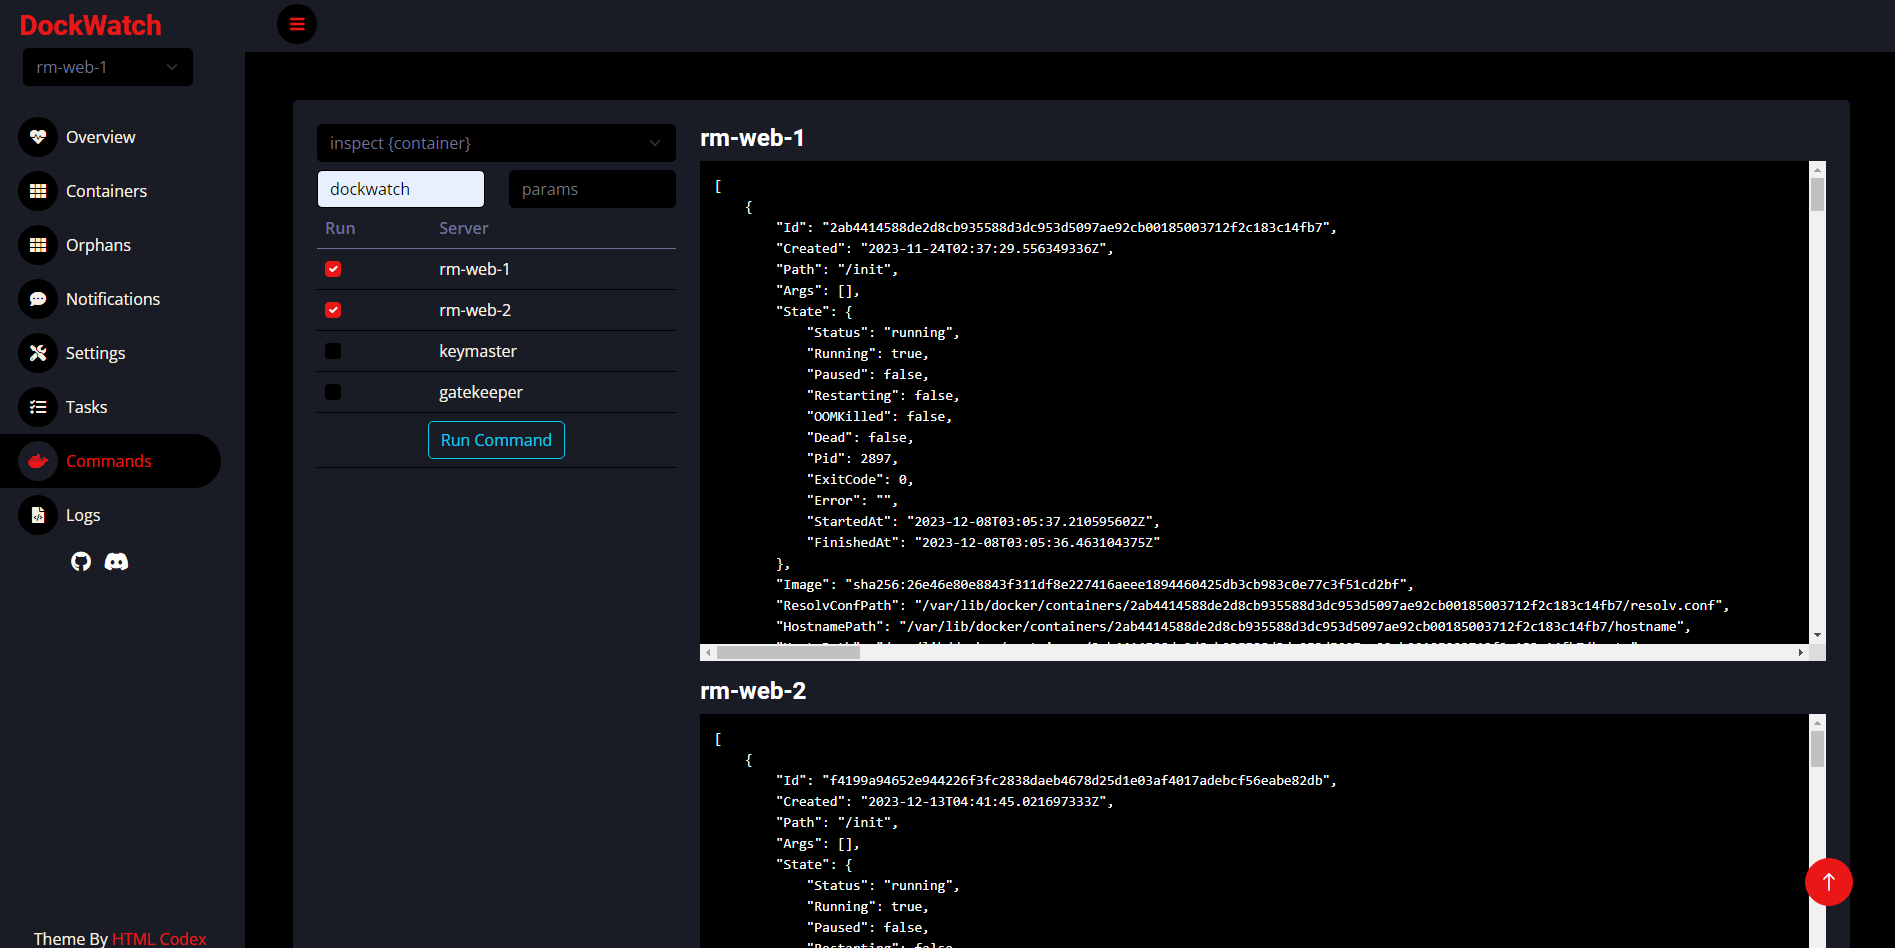 DockWatch
rm-web-1
Overview
Containers
Orphans
Notifications
Settings
Tasks
Commands
Logs
Theme By HTML Codex
inspect {container}
dockwatch
params
Run Server
rm-web-1
rm-web-2
keymaster
gatekeeper
Run Command
rm-web-1
[
{
"Id": "2ab4414588de2d8cb935588d3dc953d5097ae92cb00185003712f2c183c14fb7",
"Created": "2023-11-24T02:37:29.556349336Z",
"Path": "/init",
"Args": [],
"State": {
"Status": "running",
"Running": true,
"Paused": false,
"Restarting": false,
"OOMKilled": false,
"Dead": false,
"Pid": 2897,
"ExitCode": 0,
"Error": "",
"StartedAt": "2023-12-08T03:05:37.210595602Z",
"FinishedAt": "2023-12-08T03:05:36.463104375Z"
},
"Image": "sha256:26e46e80e8843f311df8e227416aeee1894460425db3cb983c0e77c3f51cd2bf",
"ResolvConfPath": "/var/lib/docker/containers/2ab4414588de2d8cb935588d3dc953d5097ae92cb00185003712f2c183c14fb7/resolv.conf",
"HostnamePath": "/var/lib/docker/containers/2ab4414588de2d8cb935588d3dc953d5097ae92cb00185003712f2c183c14fb7/hostname",
rm-web-2
[
{
"Id": "f4199a94652e944226f3fc2838daeb4678d25d1e03af4017adebcf56eabe82db",
"Created": "2023-12-13T04:41:45.021697333Z",
"Path": "/init",
"Args": [],
"State": {
"Status": "running",
"Running": true,
"Paused": false,
"Restarting": false